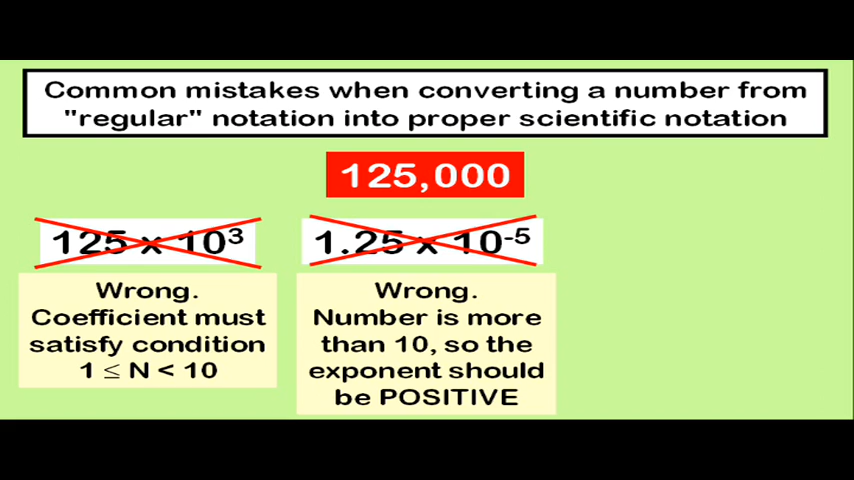 Common mistakes when converting a number from
"regular" notation into proper scientific notation
125,000
125 x 10³
Wrong.
Coefficient must
satisfy condition
1 ≤ N < 10
1.25 x 10⁻⁵
Wrong.
Number is more
than 10, so the
exponent should
be POSITIVE